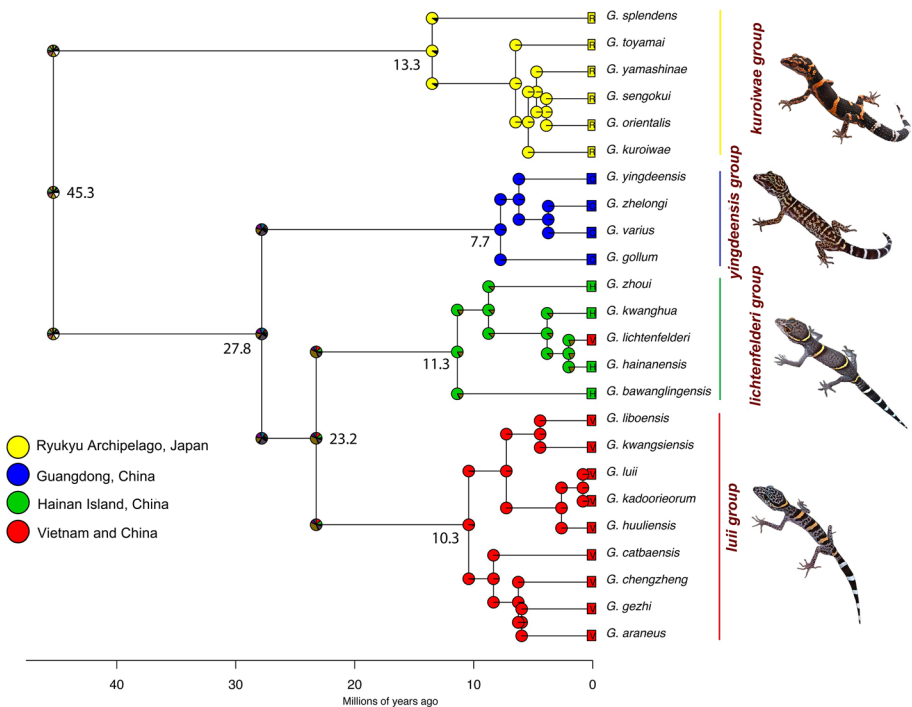 G. splendens
G. toyamai
G. yamashinae
G. sengokui
G. orientalis
G. kuroiwae
G. yingdeensis
G. zhelongi
G. varius
G. gollum
G. zhoui
G. kwanghua
G. lichtenfelderi
G. hainanensis
G. bawanglingensis
G. liboensis
G. kwangsiensis
G. luii
G. kadoorieorum
G. huuliensis
G. catbaensis
G. chengzheng
G. gezhi
G. araneus
R
R
R
R
R
R
H
H
V
H
H
V
V
V
V
V
V
V
V
V
kuroiwae group
yingdeensis group
lichtenfelderi group
luii group
13.3
45.3
7.7
27.8
11.3
23.2
10.3
Ryukyu Archipelago, Japan
Guangdong, China
Hainan Island, China
Vietnam and China
40 30 20 10 0
Millions of years ago